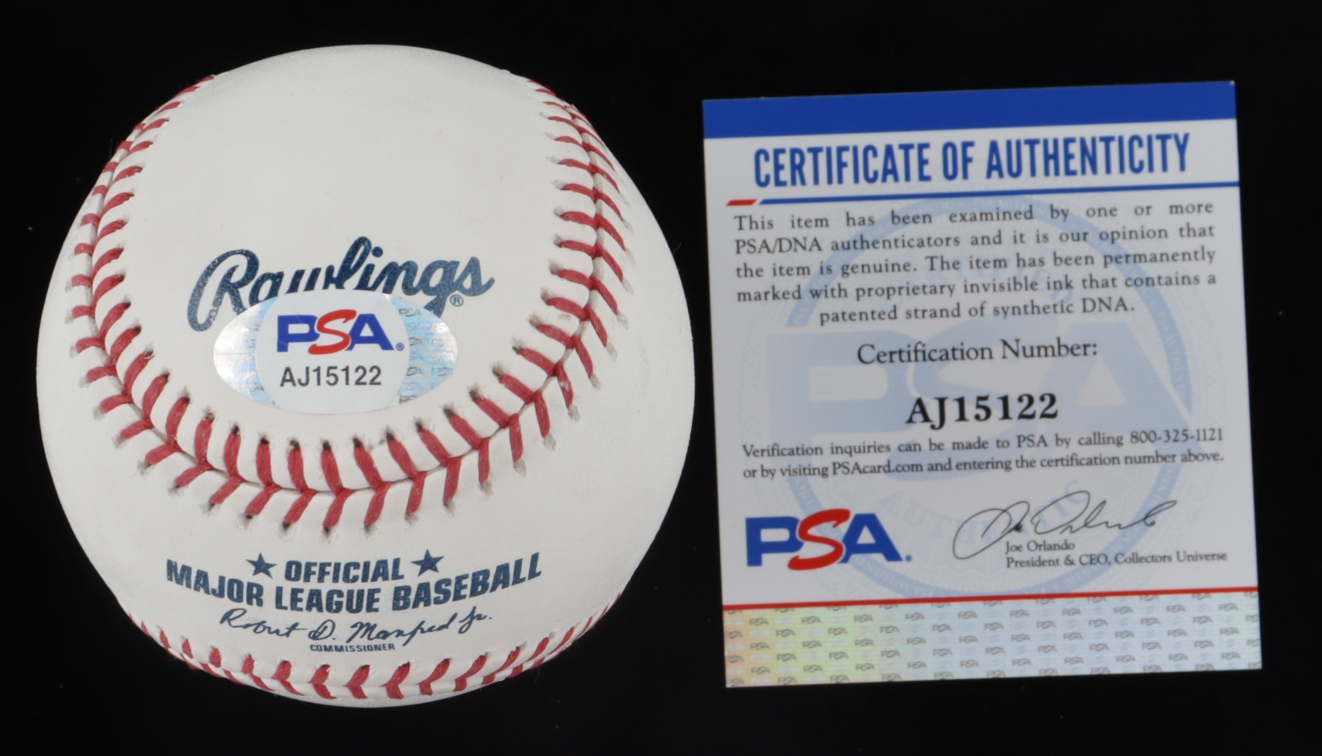 Rawlings®
PSA®
AJ15122
★ OFFICIAL ★
MAJOR LEAGUE BASEBALL
Robert D. Manfred Jr.
COMMISSIONER
CERTIFICATE OF AUTHENTICITY
This item has been examined by one or more
PSA/DNA authenticators and it is our opinion that
the item is genuine. The item has been permanently
marked with proprietary invisible ink that contains a
patented strand of synthetic DNA.
Certification Number:
AJ15122
Verification inquiries can be made to PSA by calling 800-325-1121
or by visiting PSAcard.com and entering the certification number above.
PSA®
Joe Orlando
Joe Orlando
President & CEO, Collectors Universe